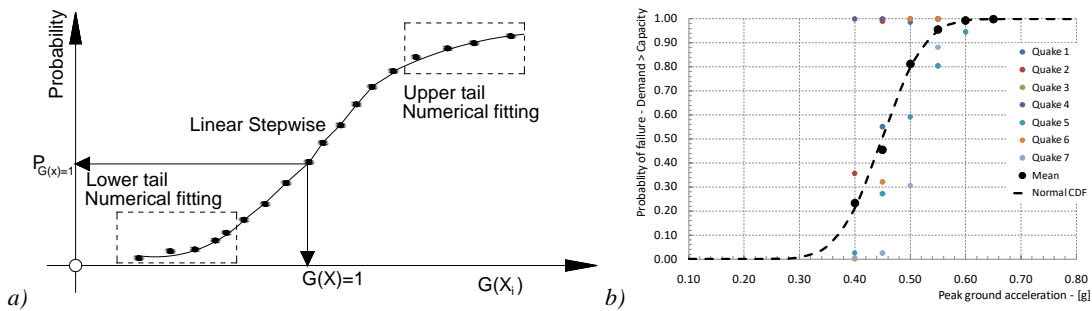 Probability
Upper tail
Numerical fitting
Linear Stepwise
P G(x)=1
Lower tail
Numerical fitting
G(X)=1
G(Xi)
a)
Probablity of failure - Demand > Capacity
1.00
0.90
0.80
0.70
0.60
0.50
0.40
0.30
0.20
0.10
0.00
0.10
0.20
0.30
0.40
0.50
0.60
0.70
0.80
Peak ground acceleration - [g]
Quake 1
Quake 2
Quake 3
Quake 4
Quake 5
Quake 6
Quake 7
Mean
Normal CDF
b)